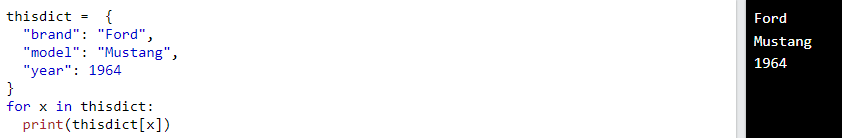 thisdict =  {
  "brand": "Ford",
  "model": "Mustang",
  "year": 1964
}
for x in thisdict:
  print(thisdict[x])
Ford
Mustang
1964